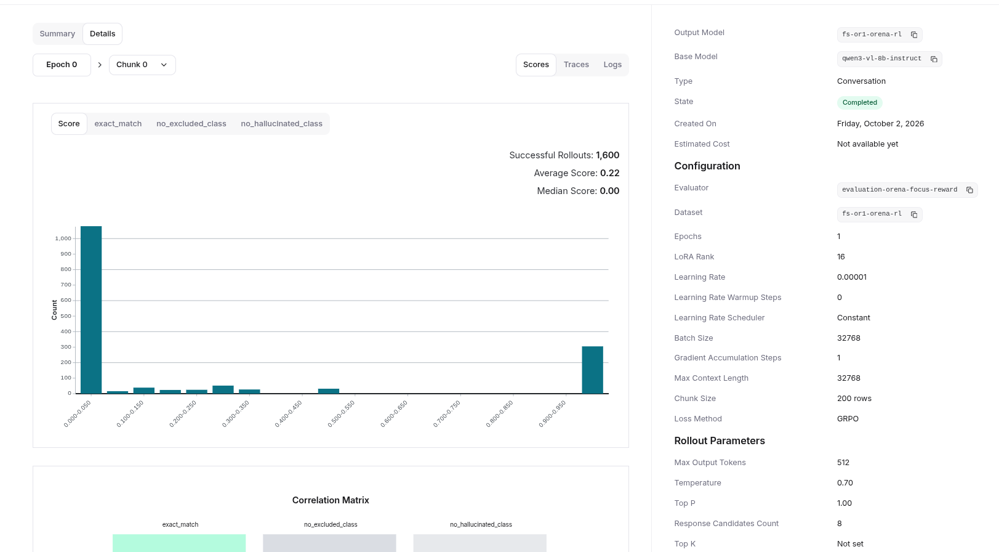 Summary Details
Epoch 0 Chunk 0
Scores Traces Logs
Score exact_match no_excluded_class no_hallucinated_class
Successful Rollouts: 1,600
Average Score: 0.22
Median Score: 0.00
Count
1,000
900
800
700
600
500
400
300
200
100
0
0.000-0.050 0.100-0.150 0.200-0.250 0.300-0.350 0.400-0.450 0.500-0.550 0.600-0.650 0.700-0.750 0.800-0.850 0.900-0.950
Correlation Matrix
exact_match no_excluded_class no_hallucinated_class
Output Model fs-or1-orena-rl
Base Model qwen3-vl-8b-instruct
Type Conversation
State Completed
Created On Friday, October 2, 2026
Estimated Cost Not available yet
Configuration
Evaluator evaluation-orena-focus-reward
Dataset fs-or1-orena-rl
Epochs 1
LoRA Rank 16
Learning Rate 0.00001
Learning Rate Warmup Steps 0
Learning Rate Scheduler Constant
Batch Size 32768
Gradient Accumulation Steps 1
Max Context Length 32768
Chunk Size 200 rows
Loss Method GRPO
Rollout Parameters
Max Output Tokens 512
Temperature 0.70
Top P 1.00
Response Candidates Count 8
Top K Not set